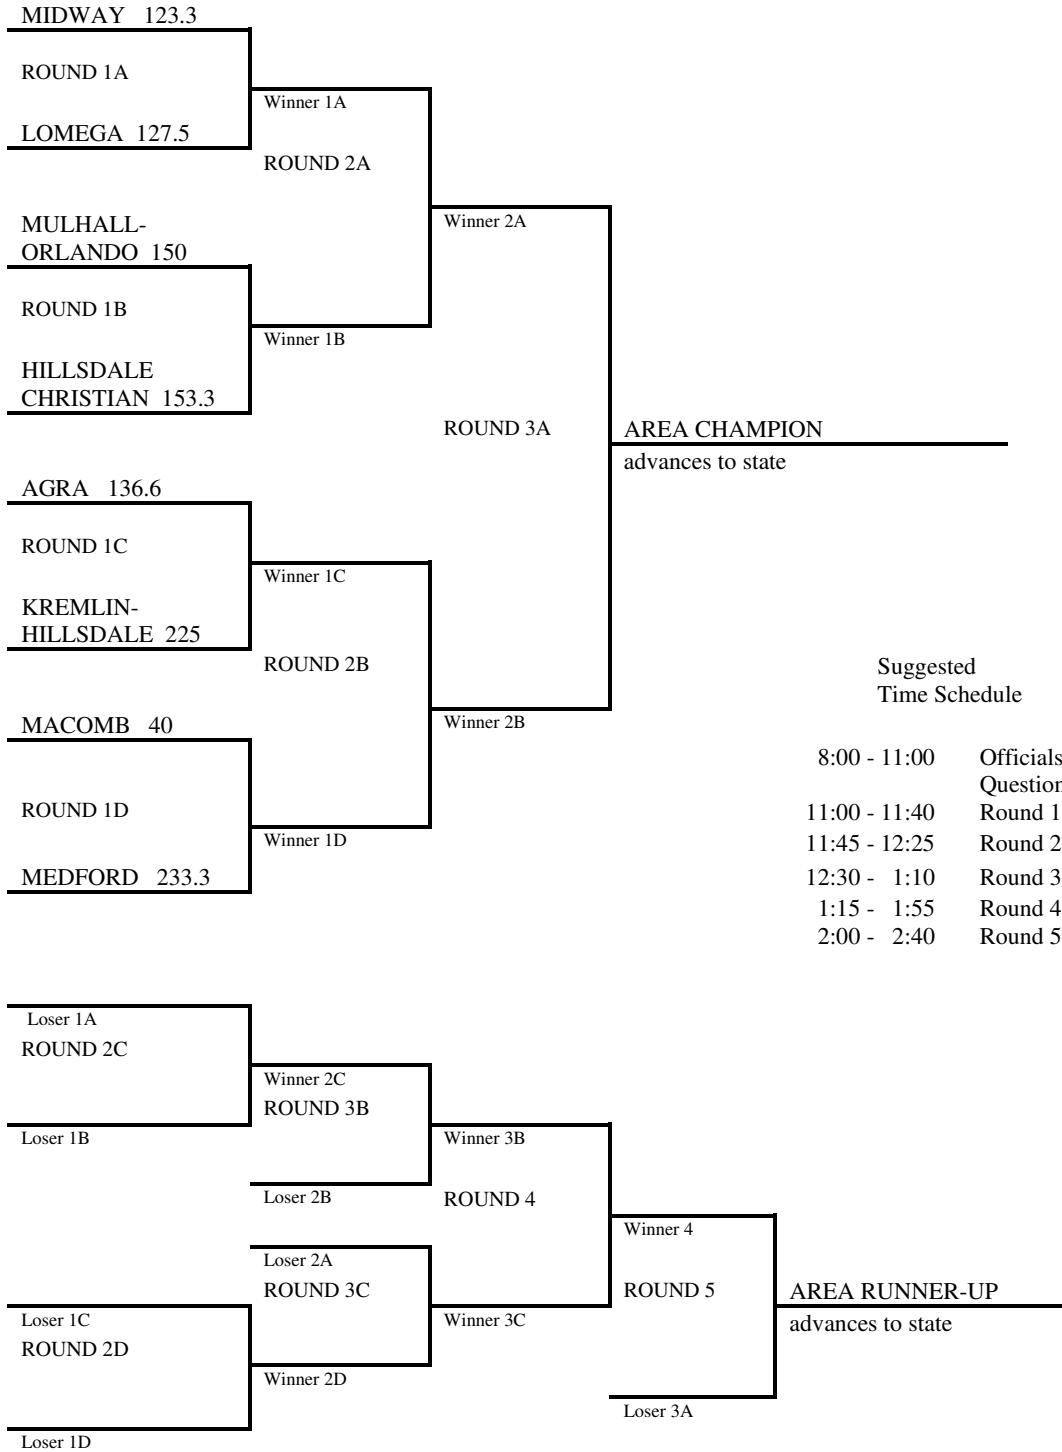 MIDWAY 123.3
ROUND 1A
Winner 1A
LOMEGA 127.5
ROUND 2A
MULHALL-
ORLANDO 150
Winner 2A
ROUND 1B
Winner 1B
HILLSDALE
CHRISTIAN 153.3
ROUND 3A
AREA CHAMPION
advances to state
AGRA 136.6
ROUND 1C
Winner 1C
KREMLIN-
HILLSDALE 225
ROUND 2B
Winner 2B
MACOMB 40
ROUND 1D
Winner 1D
MEDFORD 233.3
Suggested
Time Schedule
8:00 - 11:00 Officials
Question
11:00 - 11:40 Round 1
11:45 - 12:25 Round 2
12:30 - 1:10 Round 3
1:15 - 1:55 Round 4
2:00 - 2:40 Round 5
Loser 1A
ROUND 2C
Winner 2C
ROUND 3B
Loser 1B
Winner 3B
Loser 2B
ROUND 4
Winner 4
Loser 2A
ROUND 3C
ROUND 5
AREA RUNNER-UP
advances to state
Loser 1C
Winner 3C
ROUND 2D
Winner 2D
Loser 3A
Loser 1D